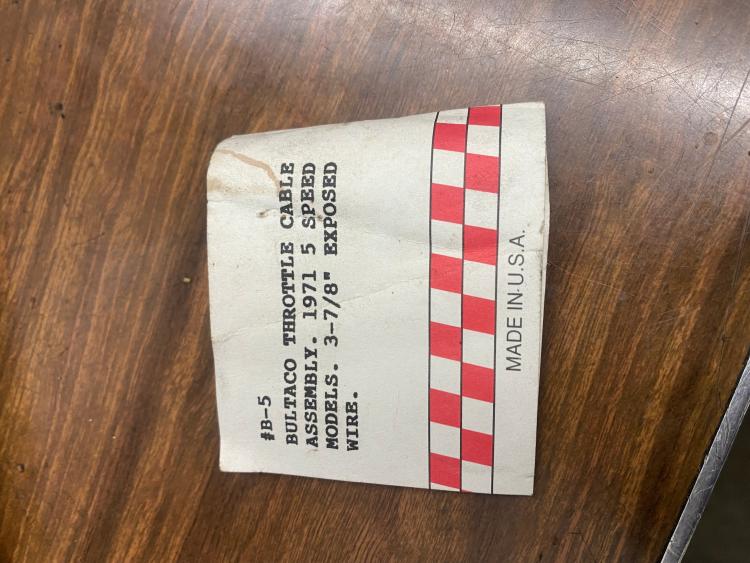 #B-5
BULTACO THROTTLE CABLE
ASSEMBLY. 1971 5 SPEED
MODELS. 3-7/8" EXPOSED
WIRE.
MADE IN U.S.A.